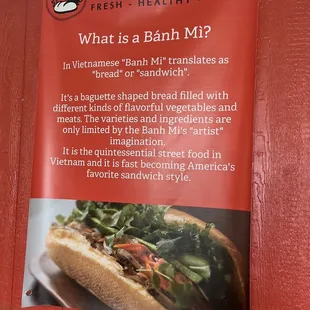 FRESH - HEALTHY
What is a Bánh Mì?
In Vietnamese "Banh Mi" translates as
"bread" or "sandwich".
It's a baguette shaped bread filled with
different kinds of flavorful vegetables and
meats. The varieties and ingredients are
only limited by the Banh Mi's "artist"
imagination.
It is the quintessential street food in
Vietnam and it is fast becoming America's
favorite sandwich style.